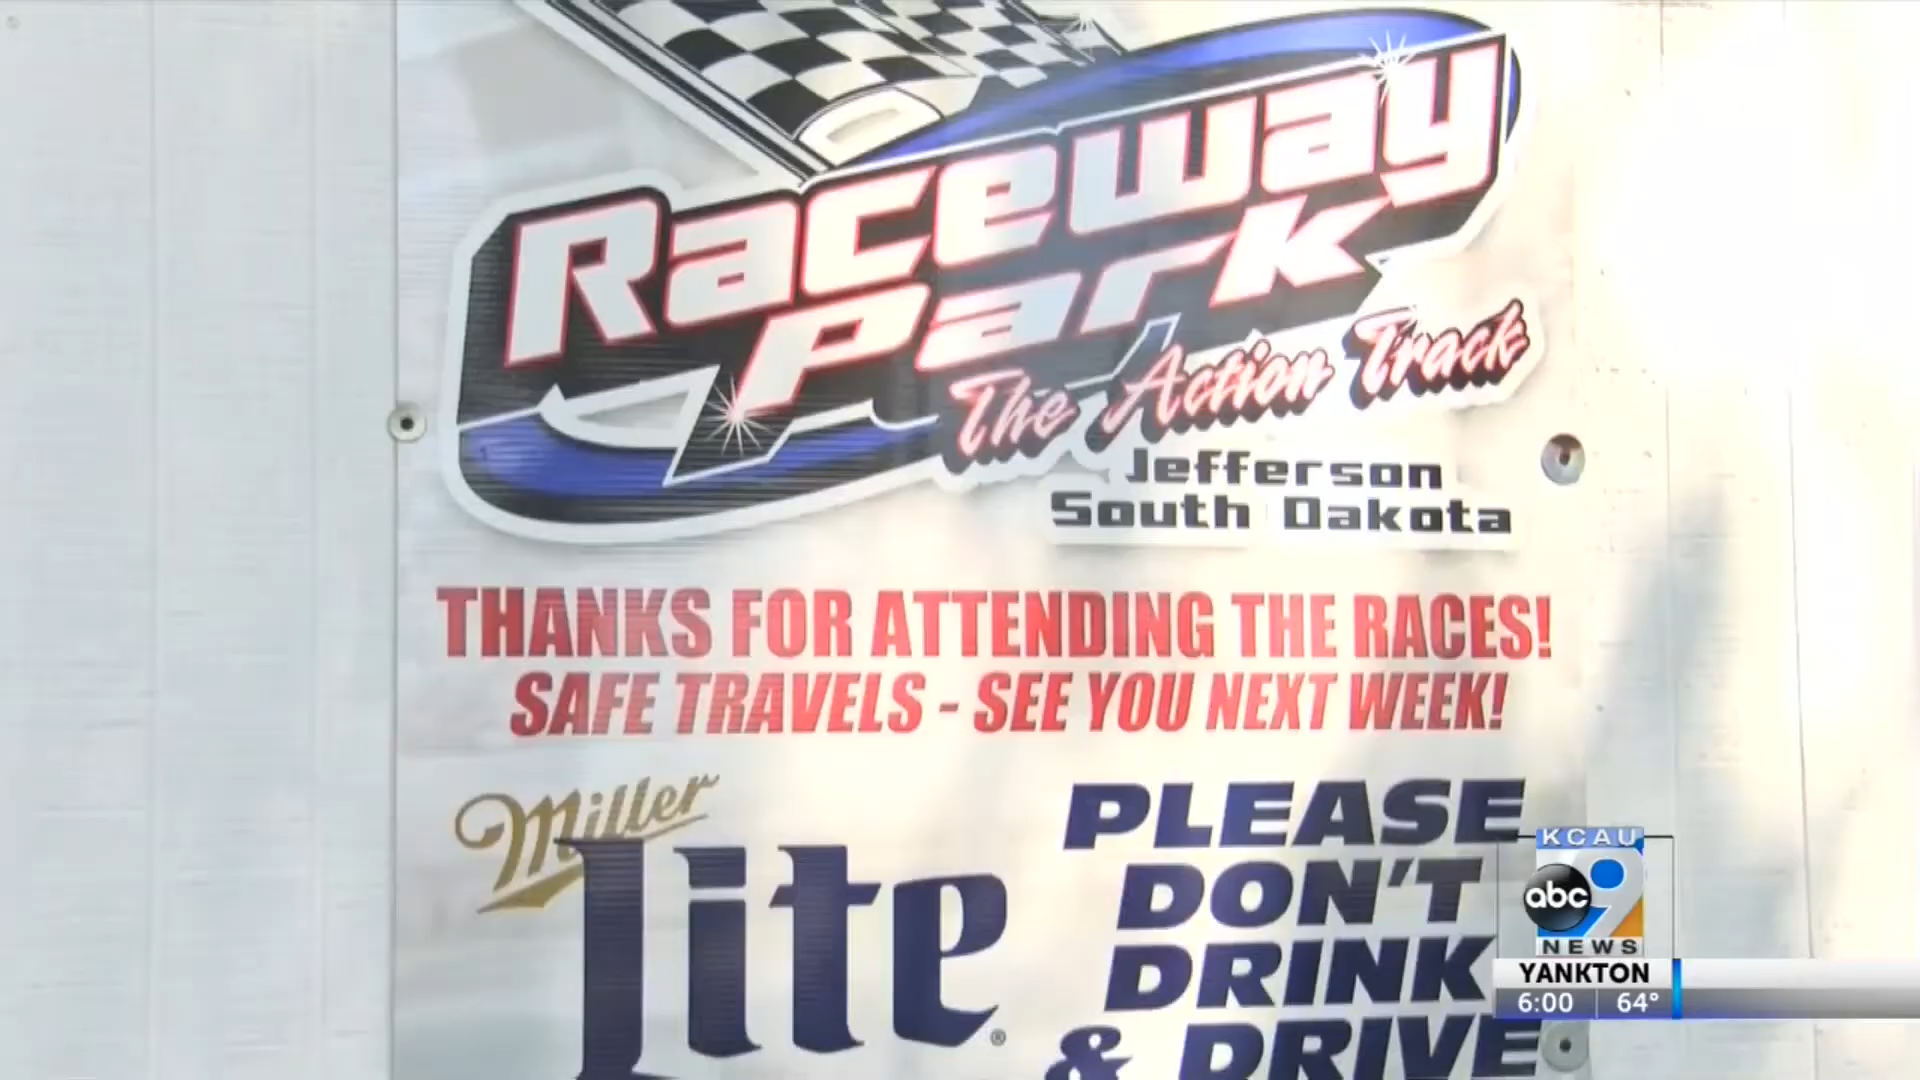 Raceway
Park
The Action Track
Jefferson
South Dakota
THANKS FOR ATTENDING THE RACES!
SAFE TRAVELS - SEE YOU NEXT WEEK!
Miller
Lite®
PLEASE
DON'T
DRINK
& DRIVE
KCAU
abc 9
NEWS
YANKTON
6:00 64°